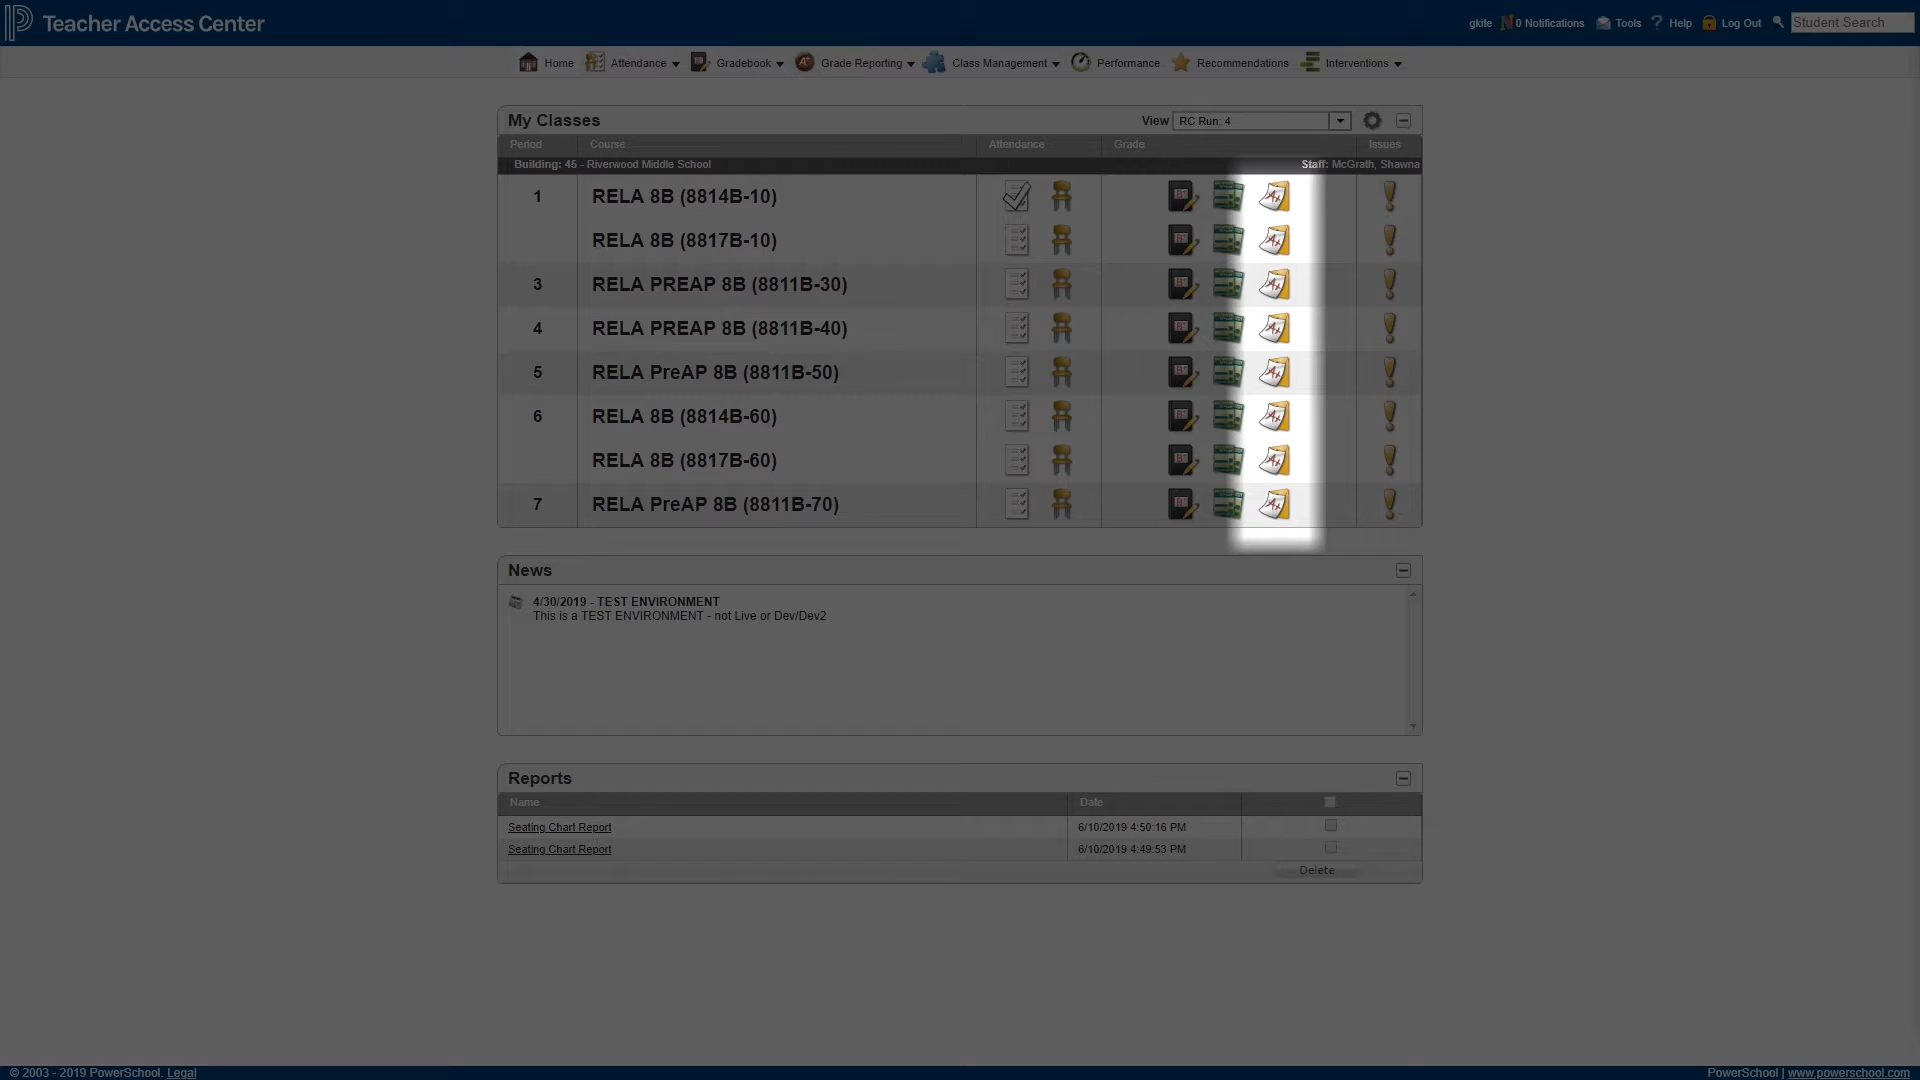 Teacher Access Center
gkite 0 Notifications Tools Help Log Out Student Search
Home Attendance Gradebook Grade Reporting Class Management Performance Recommendations Interventions
My Classes View RC Run: 4
Period Course Attendance Grade Issues
Building: 45 - Riverwood Middle School Staff: McGrath, Shawna
1 RELA 8B (8814B-10)
RELA 8B (8817B-10)
3 RELA PREAP 8B (8811B-30)
4 RELA PREAP 8B (8811B-40)
5 RELA PreAP 8B (8811B-50)
6 RELA 8B (8814B-60)
RELA 8B (8817B-60)
7 RELA PreAP 8B (8811B-70)
News
4/30/2019 - TEST ENVIRONMENT
This is a TEST ENVIRONMENT - not Live or Dev/Dev2
Reports
Name Date
Seating Chart Report 6/10/2019 4:50:16 PM
Seating Chart Report 6/10/2019 4:49:53 PM
Delete
© 2003 - 2019 PowerSchool. Legal PowerSchool | www.powerschool.com